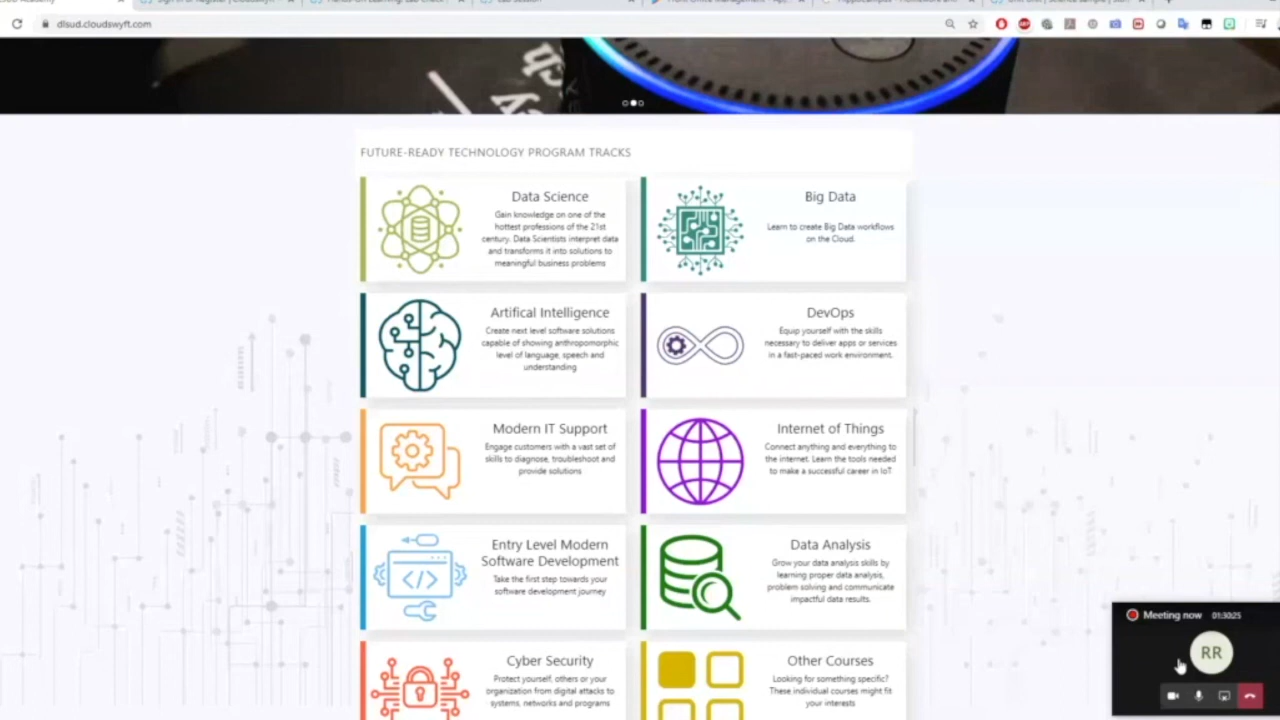 dlsud.cloudswyft.com
FUTURE-READY TECHNOLOGY PROGRAM TRACKS
Data Science
Gain knowledge on one of the
hottest professions of the 21st
century. Data Scientists interpret data
and transforms it into solutions to
meaningful business problems
Big Data
Learn to create Big Data workflows
on the Cloud.
Artifical Intelligence
Create next level software solutions
capable of showing anthropomorphic
level of language, speech and
understanding
DevOps
Equip yourself with the skills
necessary to deliver apps or services
in a fast-paced work environment.
Modern IT Support
Engage customers with a vast set of
skills to diagnose, troubleshoot and
provide solutions
Internet of Things
Connect anything and everything to
the internet. Learn the tools needed
to make a successful career in IoT
Entry Level Modern
Software Development
Take the first step towards your
software development journey
Data Analysis
Grow your data analysis skills by
learning proper data analysis,
problem solving and communicate
impactful data results.
Cyber Security
Protect yourself, others or your
organization from digital attacks to
systems, networks and programs
Other Courses
Looking for something specific?
These individual courses might fit
your interests
Meeting now 01:30:25
RR